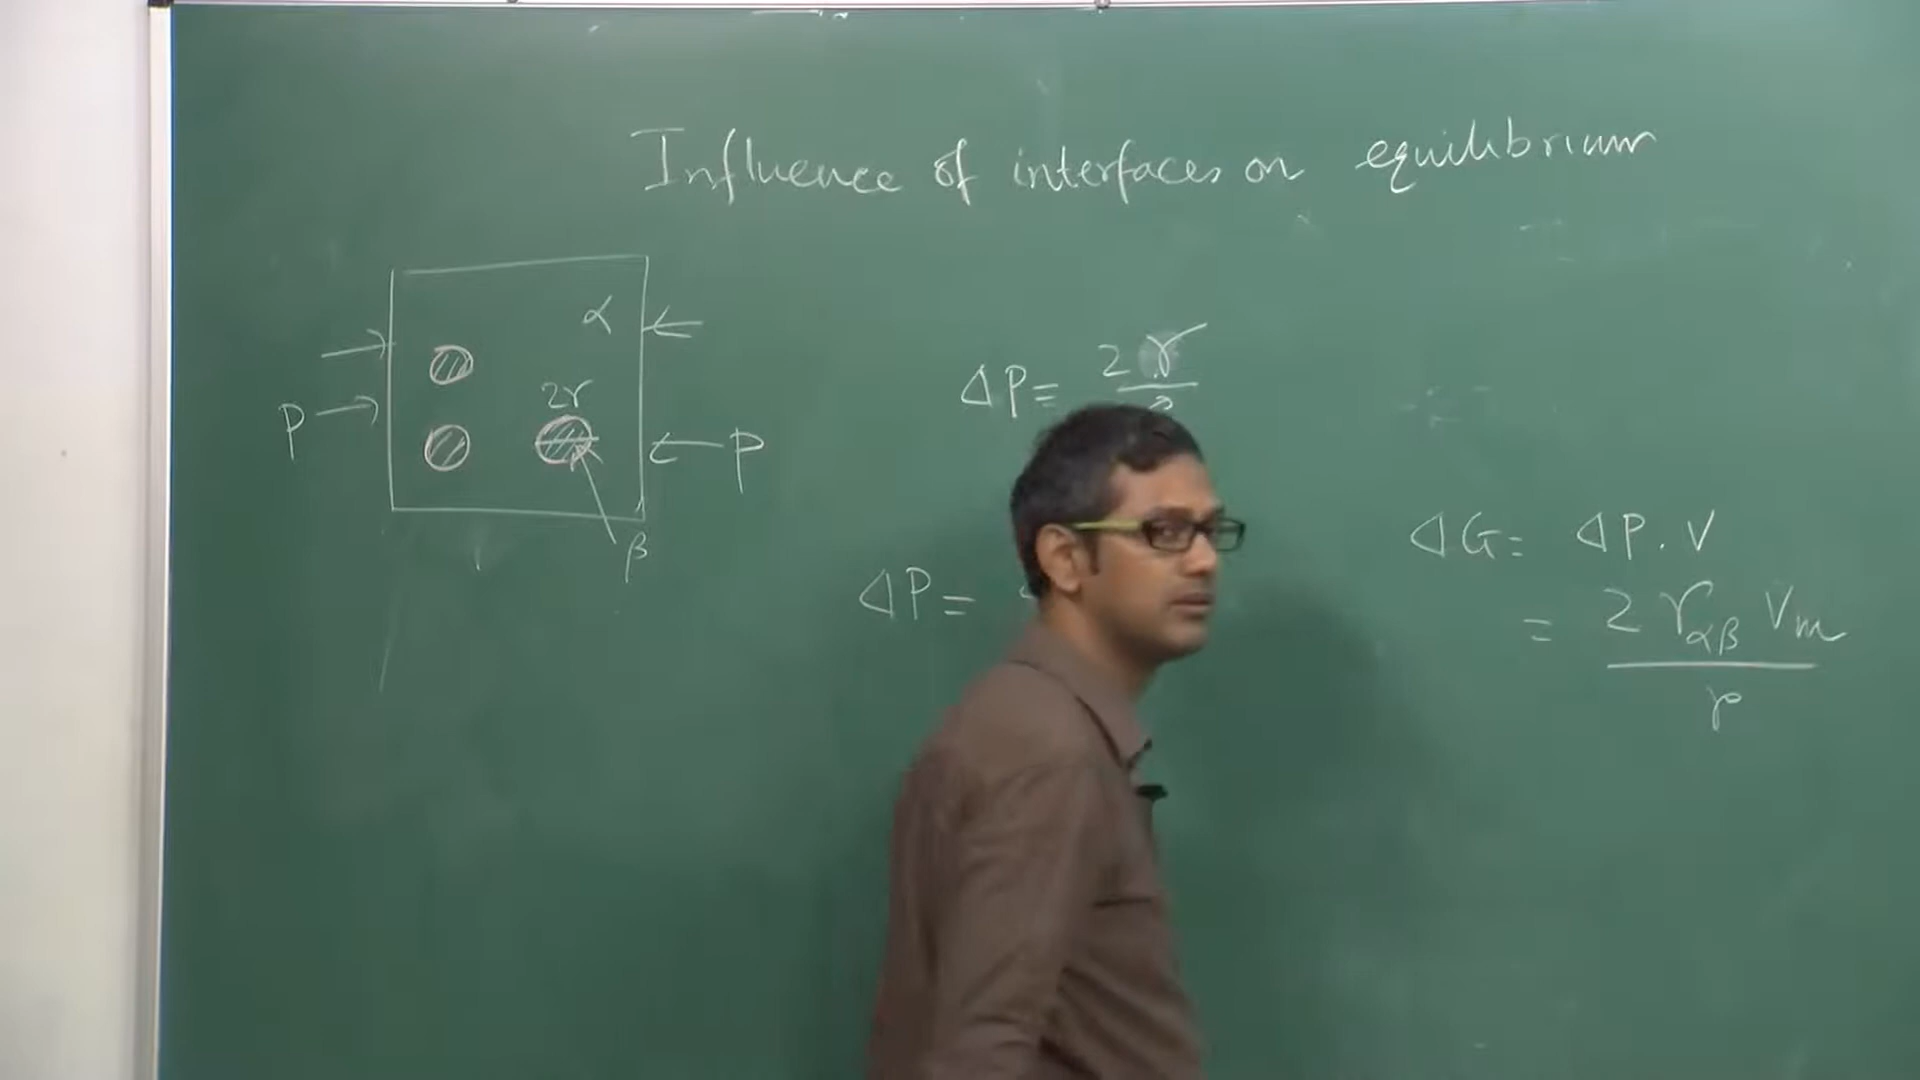 Influence of interfaces on equilibrium
α
2r
P
P
β
ΔP = 2γ
ΔP =
ΔG = ΔP . V
= 2 γαβ Vm
r